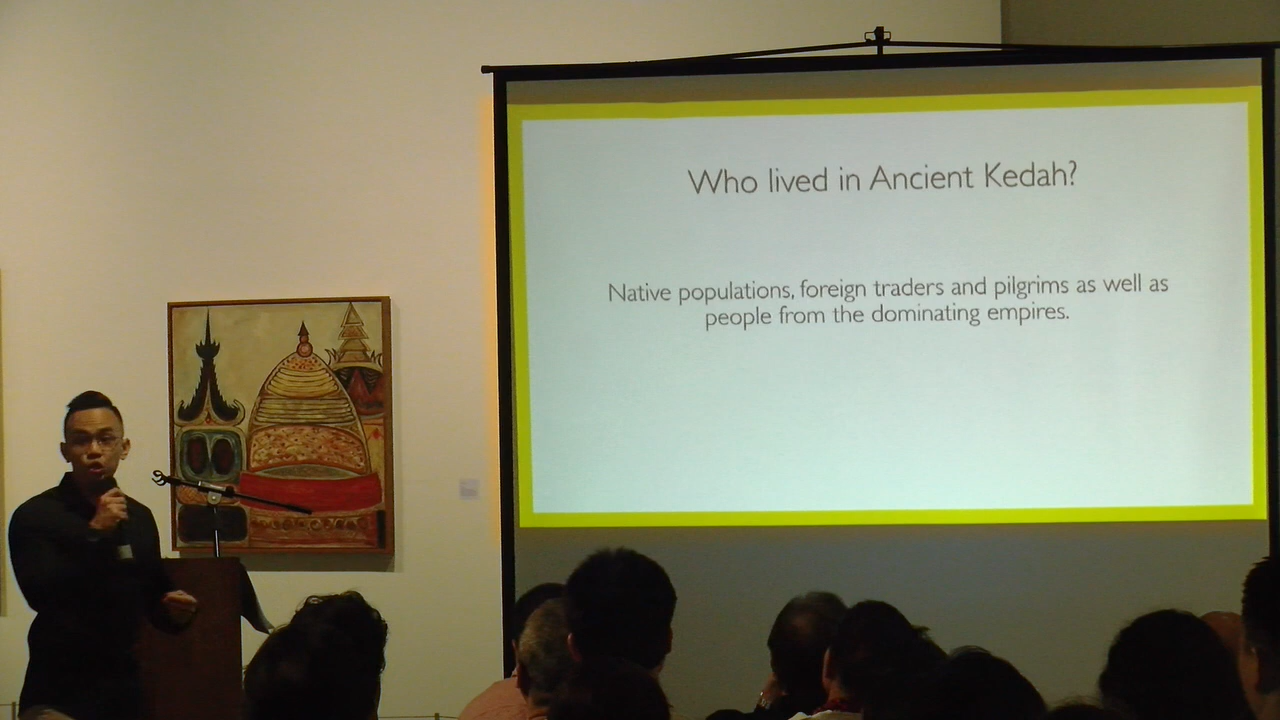 Who lived in Ancient Kedah?
Native populations, foreign traders and pilgrims as well as
people from the dominating empires.